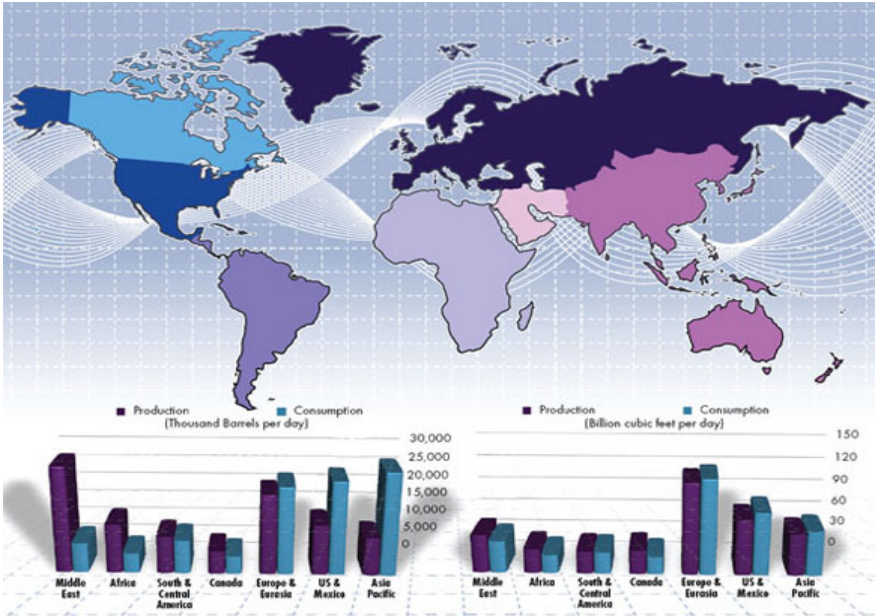 Production
Consumption
(Thousand Barrels per day)
30,000
25,000
20,000
15,000
10,000
5,000
0
Middle
East
Africa
South &
Central
America
Canada
Europe &
Eurasia
US &
Mexico
Asia
Pacific
Production
Consumption
(Billion cubic feet per day)
150
120
90
60
30
0
Middle
East
Africa
South &
Central
America
Canada
Europe &
Eurasia
US &
Mexico
Asia
Pacific